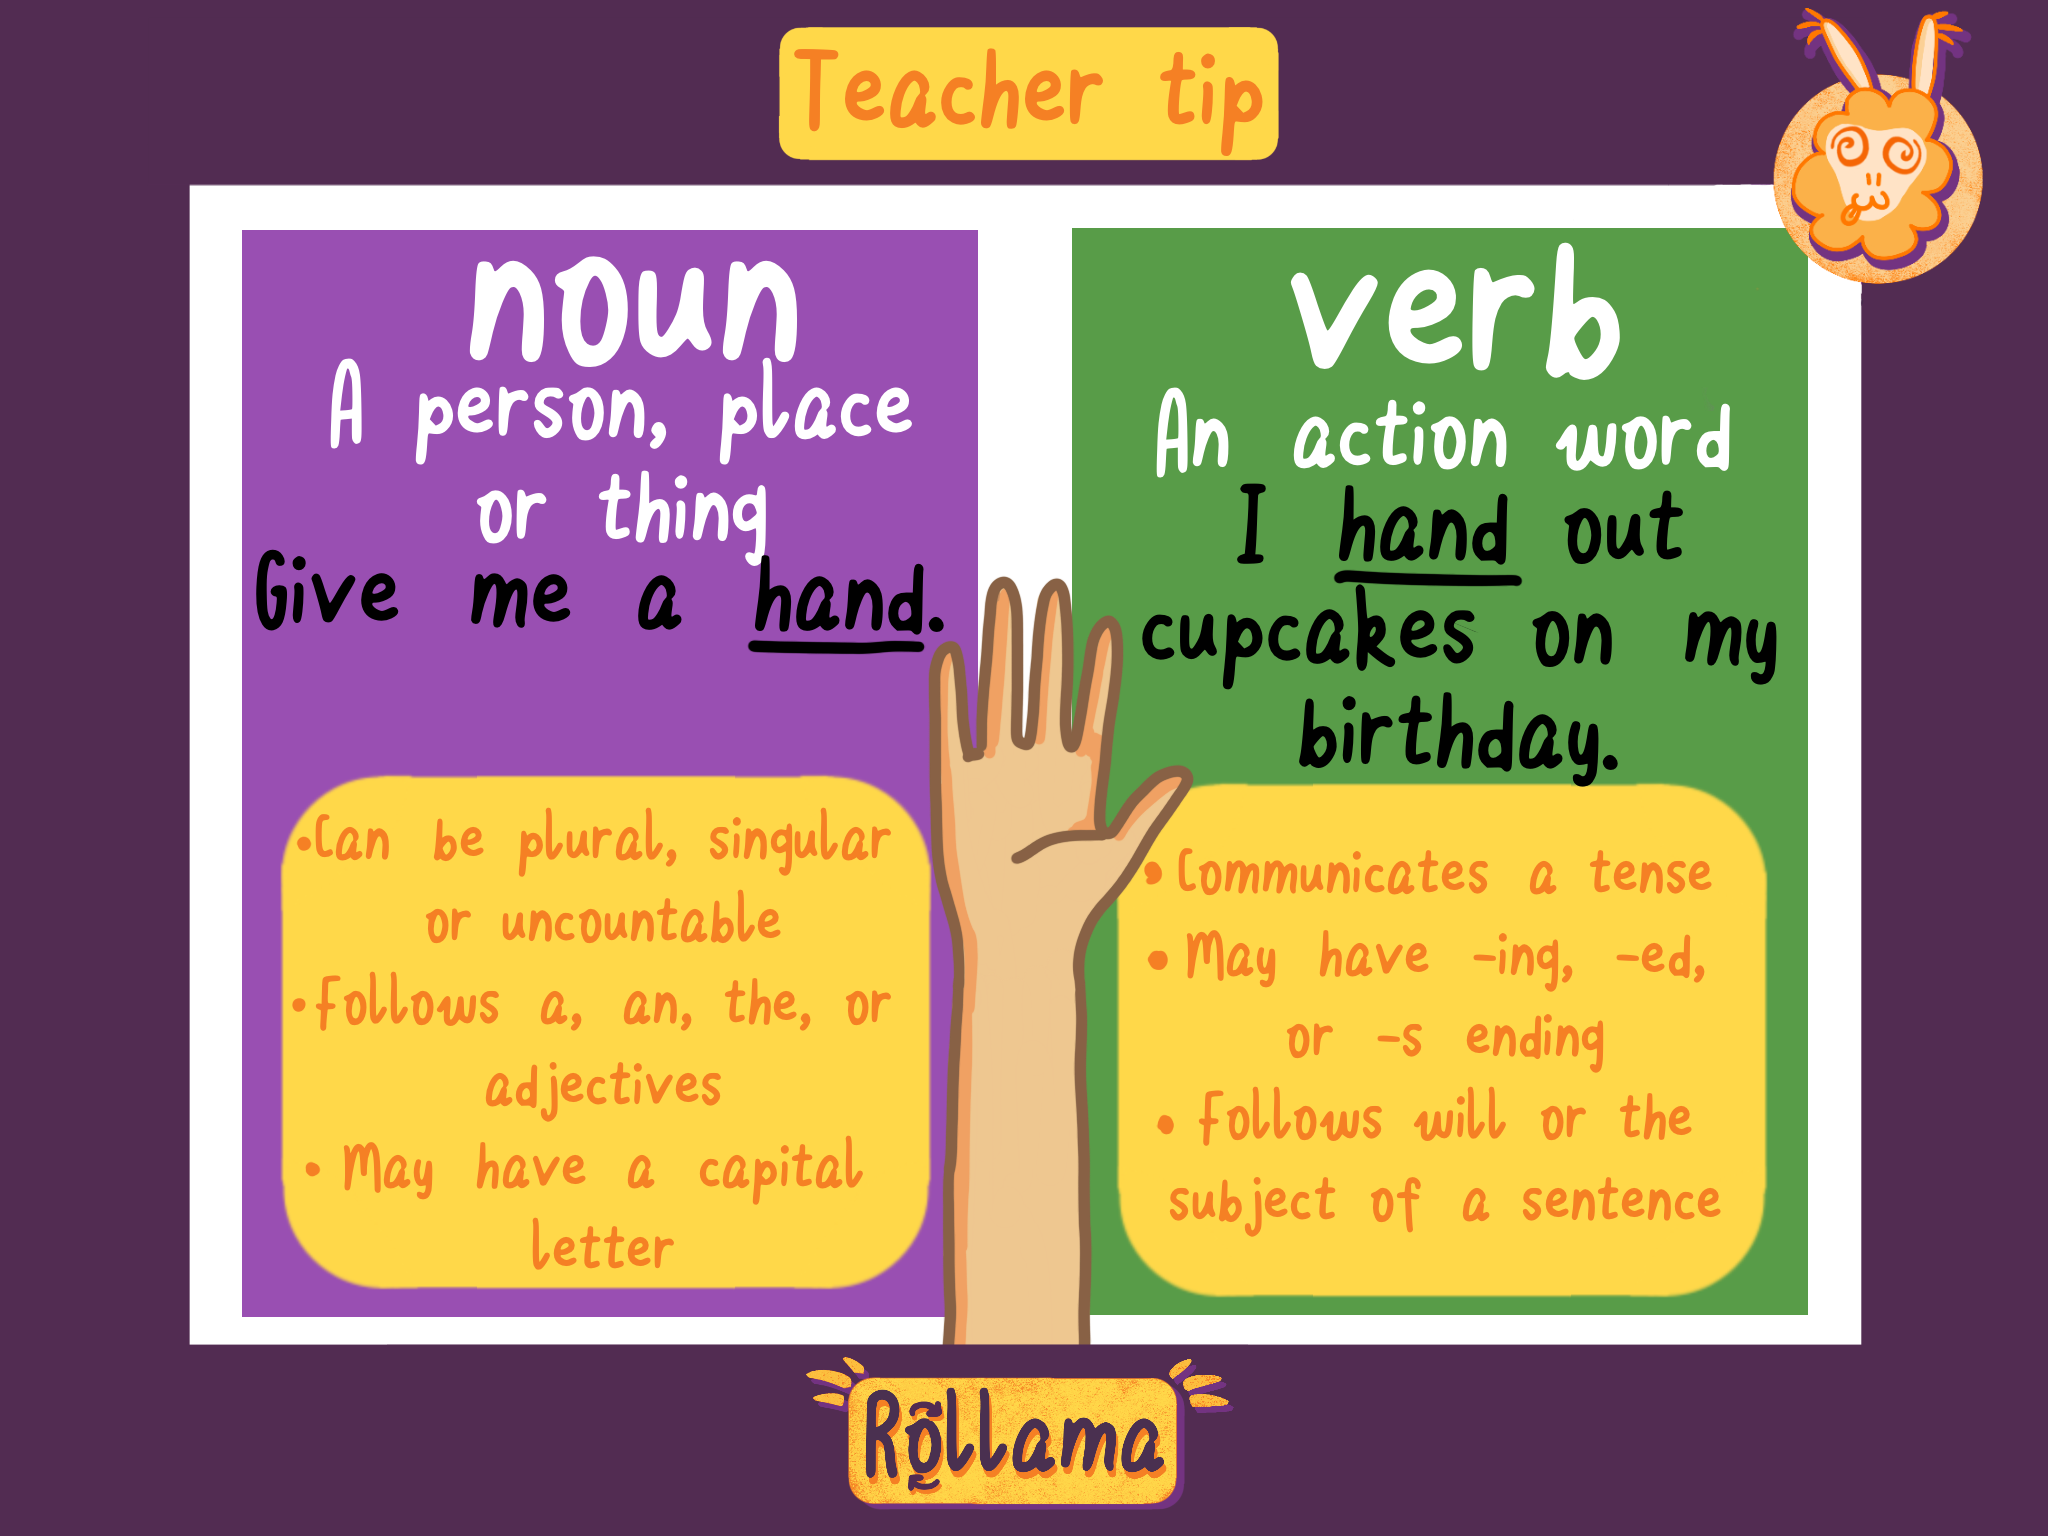 Teacher tip
noun
A person, place
or thing
Give me a hand.
•Can be plural, singular
or uncountable
•Follows a, an, the, or
adjectives
• May have a capital
letter
verb
An action word
I hand out
cupcakes on my
birthday.
• Communicates a tense
• May have -ing, -ed,
or -s ending
• Follows will or the
subject of a sentence
Rollama